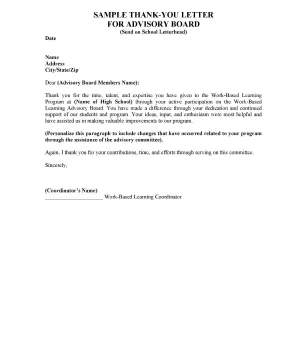 SAMPLE THANK-YOU LETTER
FOR ADVISORY BOARD
(Send on School Letterhead)
Date
Name
Address
City/State/Zip
Dear (Advisory Board Members Name):
Thank you for the time, talent, and expertise you have given to the Work-Based Learning
Program at (Name of High School) through your active participation on the Work-Based
Learning Advisory Board. You have made a difference through your dedication and continued
support of our students and program. Your ideas, input, and enthusiasm were most helpful and
have assisted us in making valuable improvements to our program.
(Personalize this paragraph to include changes that have occurred related to your program
through the assistance of the advisory committee).
Again, I thank you for your contributions, time, and efforts through serving on this committee.
Sincerely,
(Coordinator's Name)
____________________ Work-Based Learning Coordinator